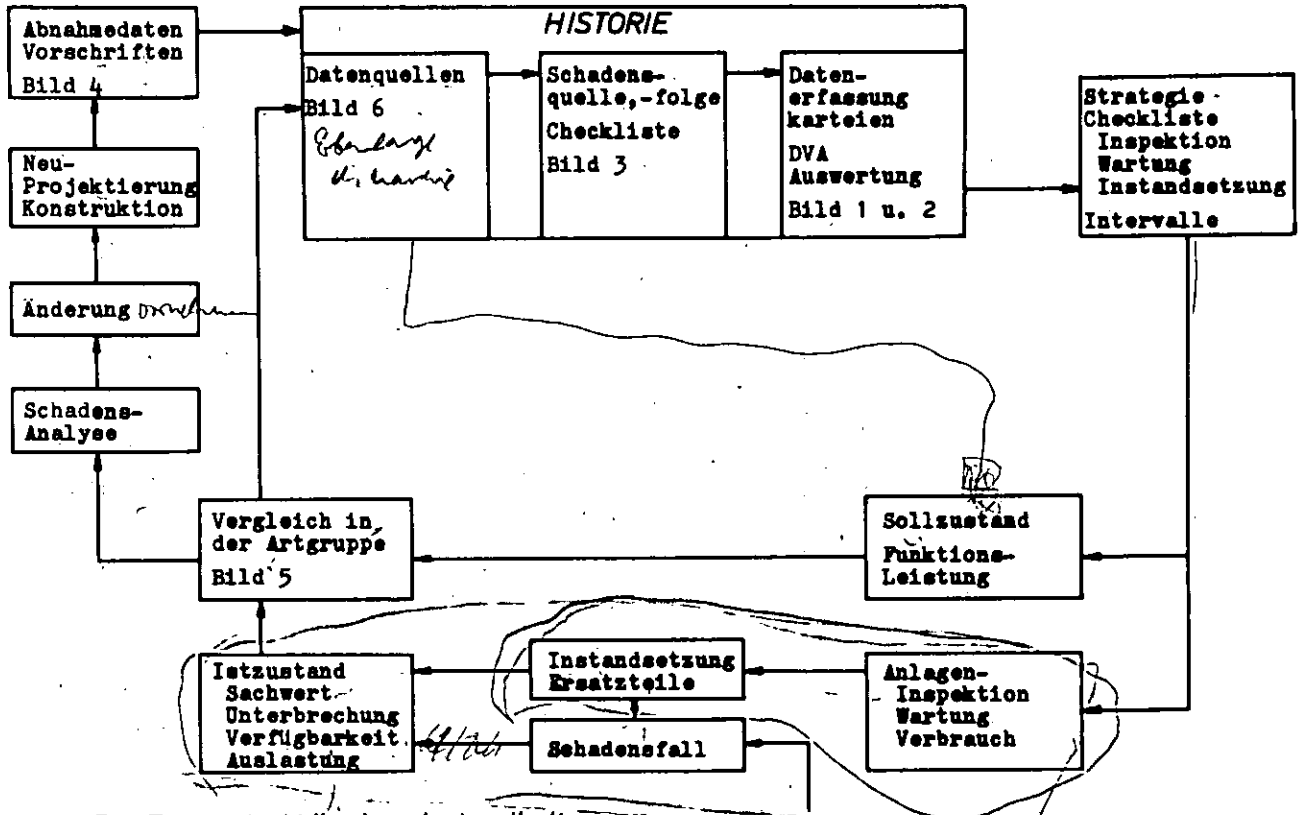 Abnahmedaten
Vorschriften
Bild 4
HISTORIE
Datenquellen
Bild 6
Schadens-
quelle,-folge
Checkliste
Bild 3
Daten-
erfassung
karteien
DVA
Auswertung
Bild 1 u. 2
Strategie
Checkliste
Inspektion
Wartung
Instandsetzung
Intervalle
Neu-
Projektierung
Konstruktion
Änderung
Schadens-
Analyse
Vergleich in
der Artgruppe
Bild 5
Sollzustand
Funktions-
Leistung
Istzustand
Sachwert
Unterbrechung
Verfügbarkeit
Auslastung
Instandsetzung
Ersatzteile
Schadensfall
Anlagen-
Inspektion
Wartung
Verbrauch